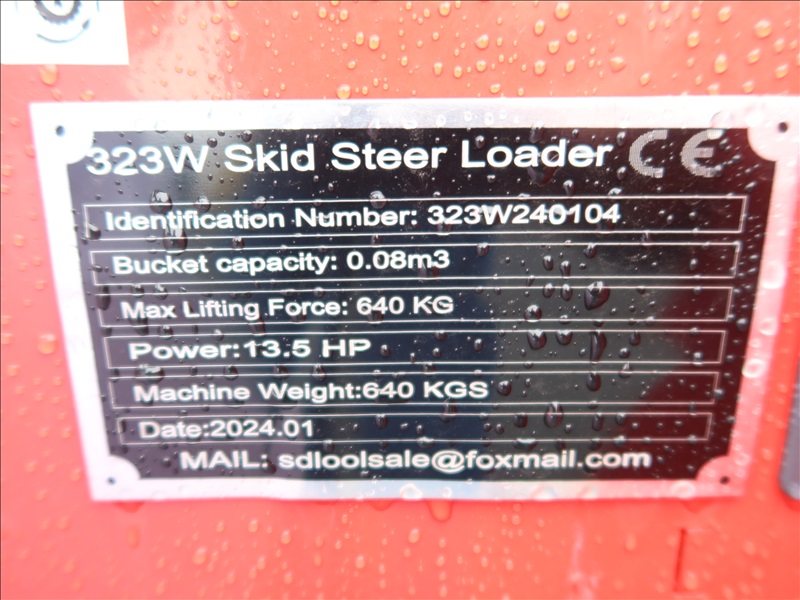 323W Skid Steer Loader CE
Identification Number: 323W240104
Bucket capacity: 0.08m3
Max Lifting Force: 640 KG
Power:13.5 HP
Machine Weight:640 KGS
Date:2024.01
MAIL: sdloolsale@foxmail.com